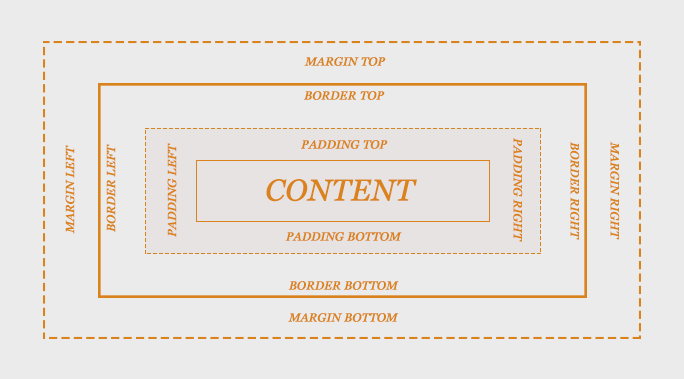 MARGIN TOP
BORDER TOP
PADDING TOP
MARGIN LEFT
BORDER LEFT
PADDING LEFT
CONTENT
PADDING RIGHT
BORDER RIGHT
MARGIN RIGHT
PADDING BOTTOM
BORDER BOTTOM
MARGIN BOTTOM